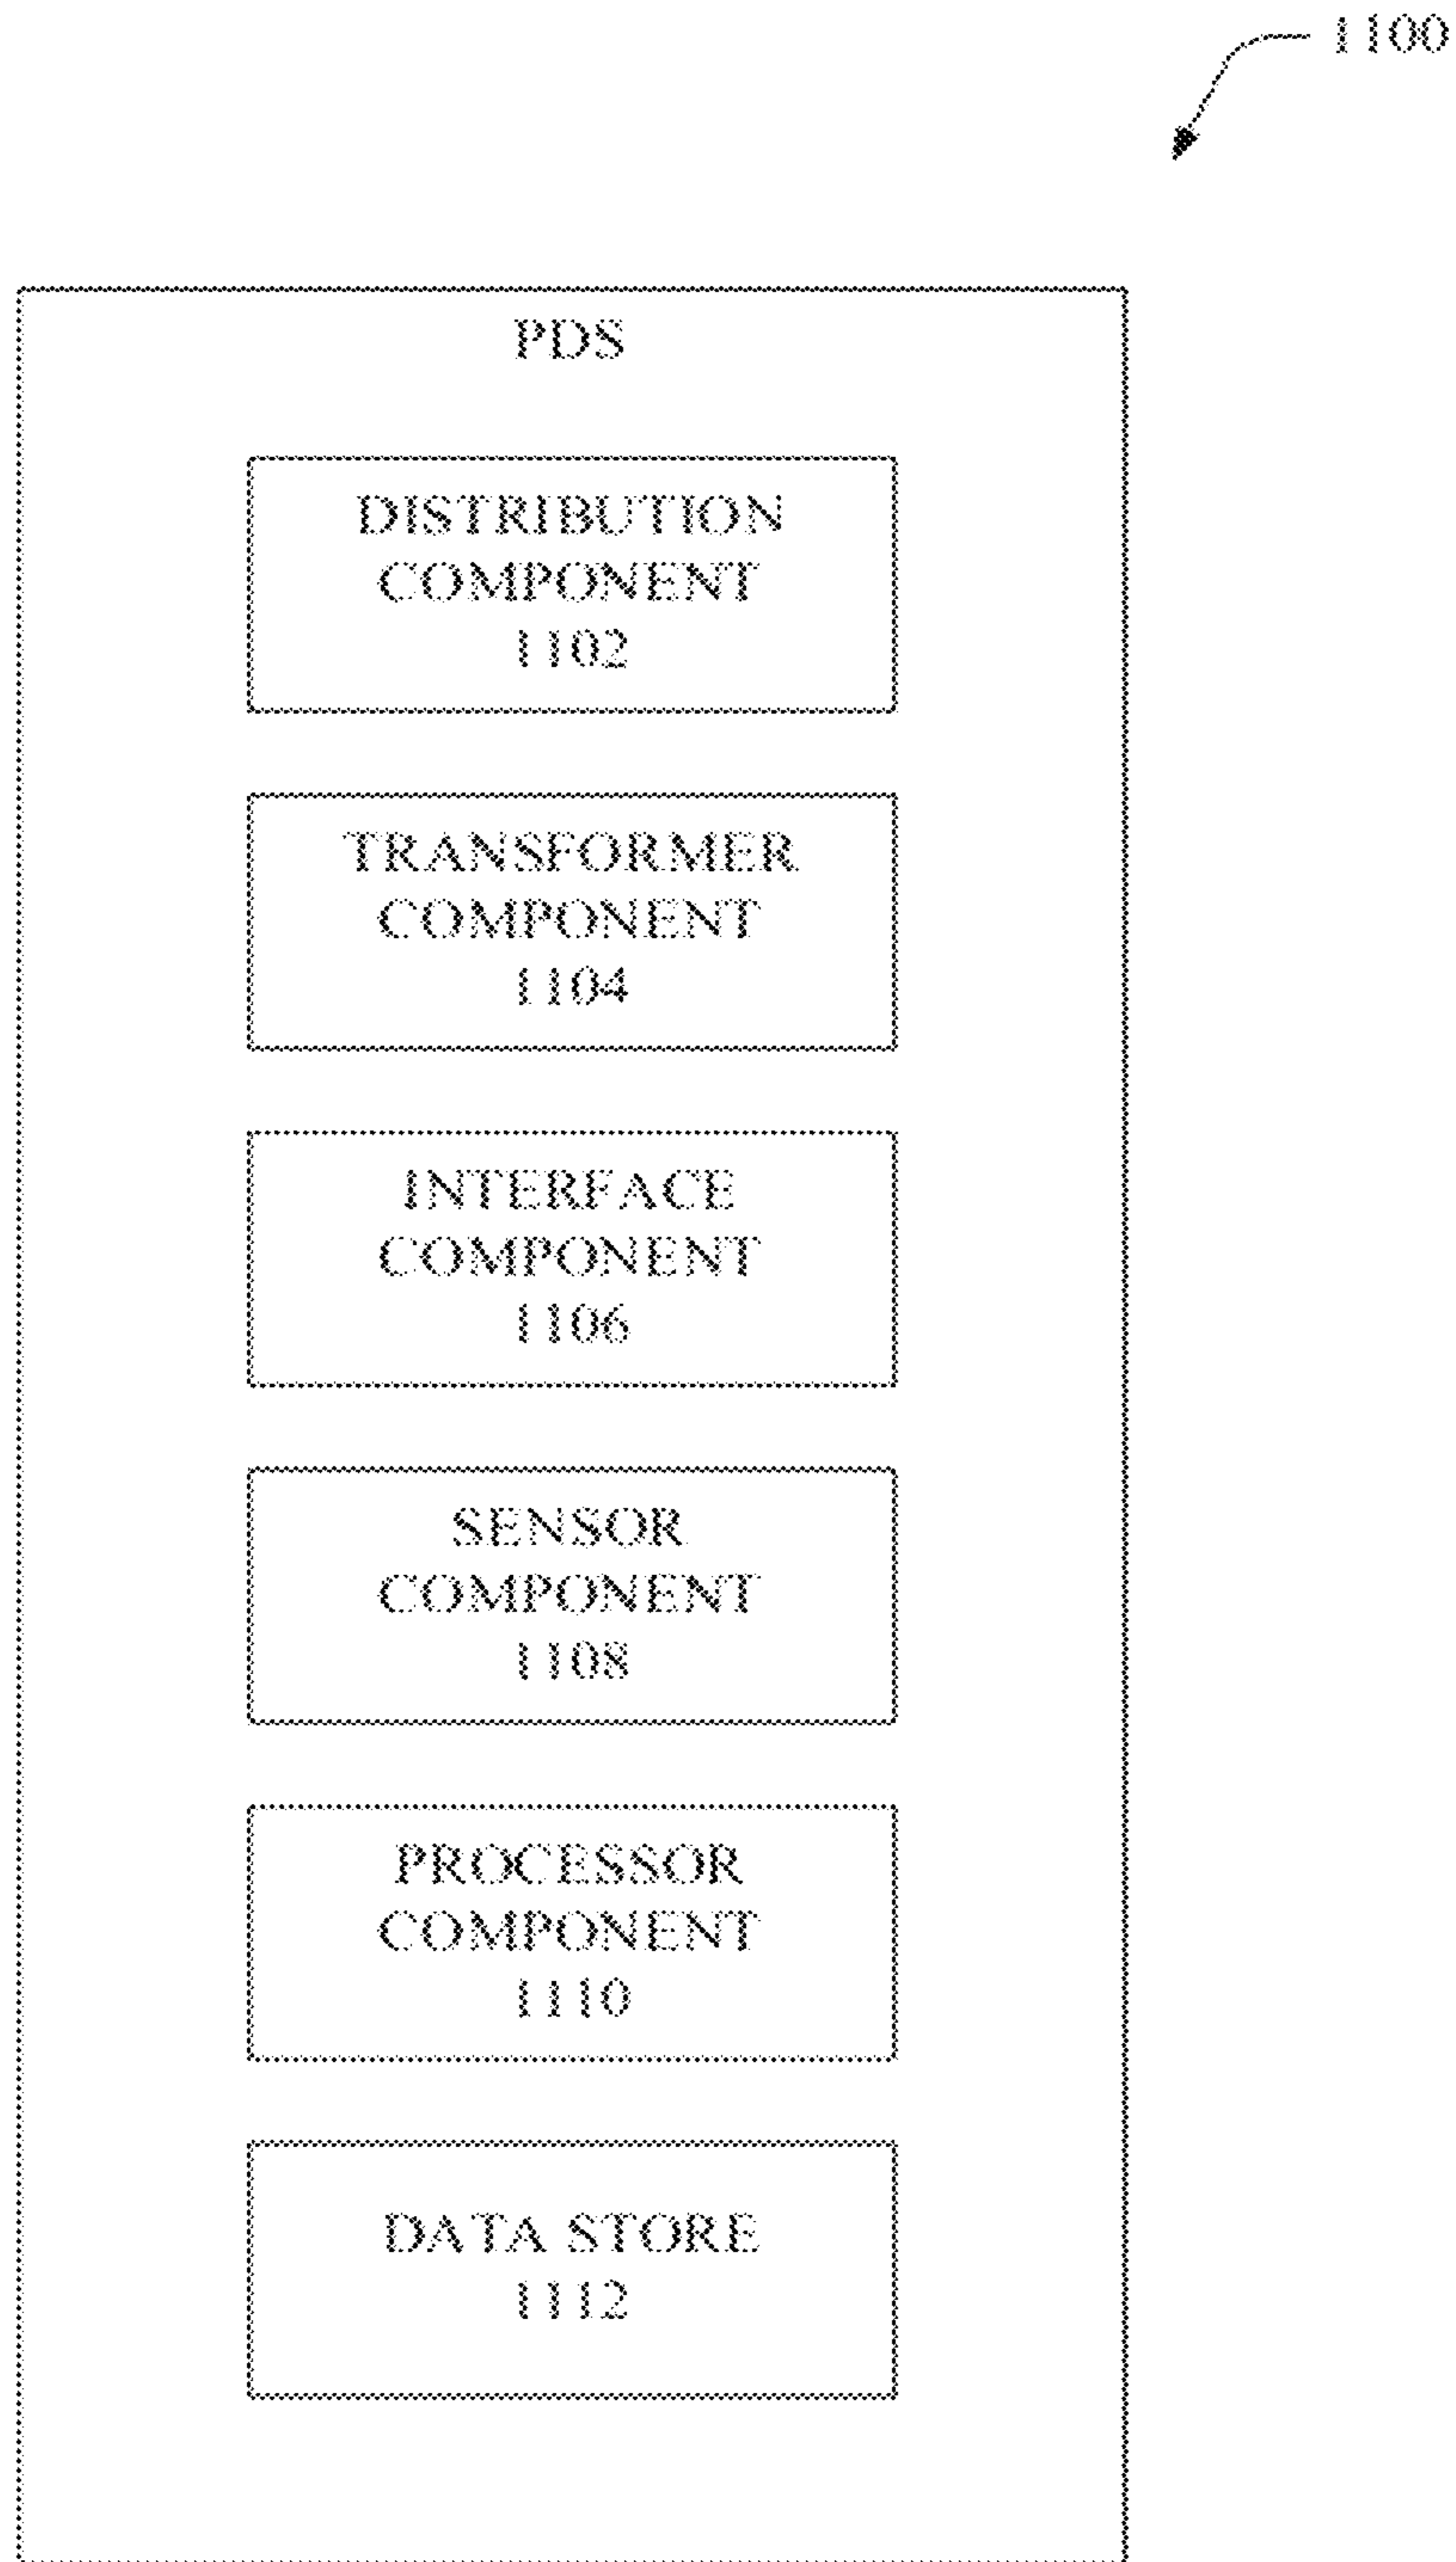 1100
PDS
DISTRIBUTION
COMPONENT
1102
TRANSFORMER
COMPONENT
1104
INTERFACE
COMPONENT
1106
SENSOR
COMPONENT
1108
PROCESSOR
COMPONENT
1110
DATA STORE
1112